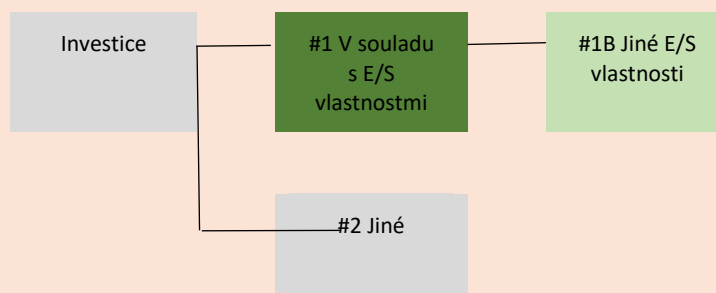 Investice
#1 V souladu
s E/S
vlastnostmi
#1B Jiné E/S
vlastnosti
#2 Jiné